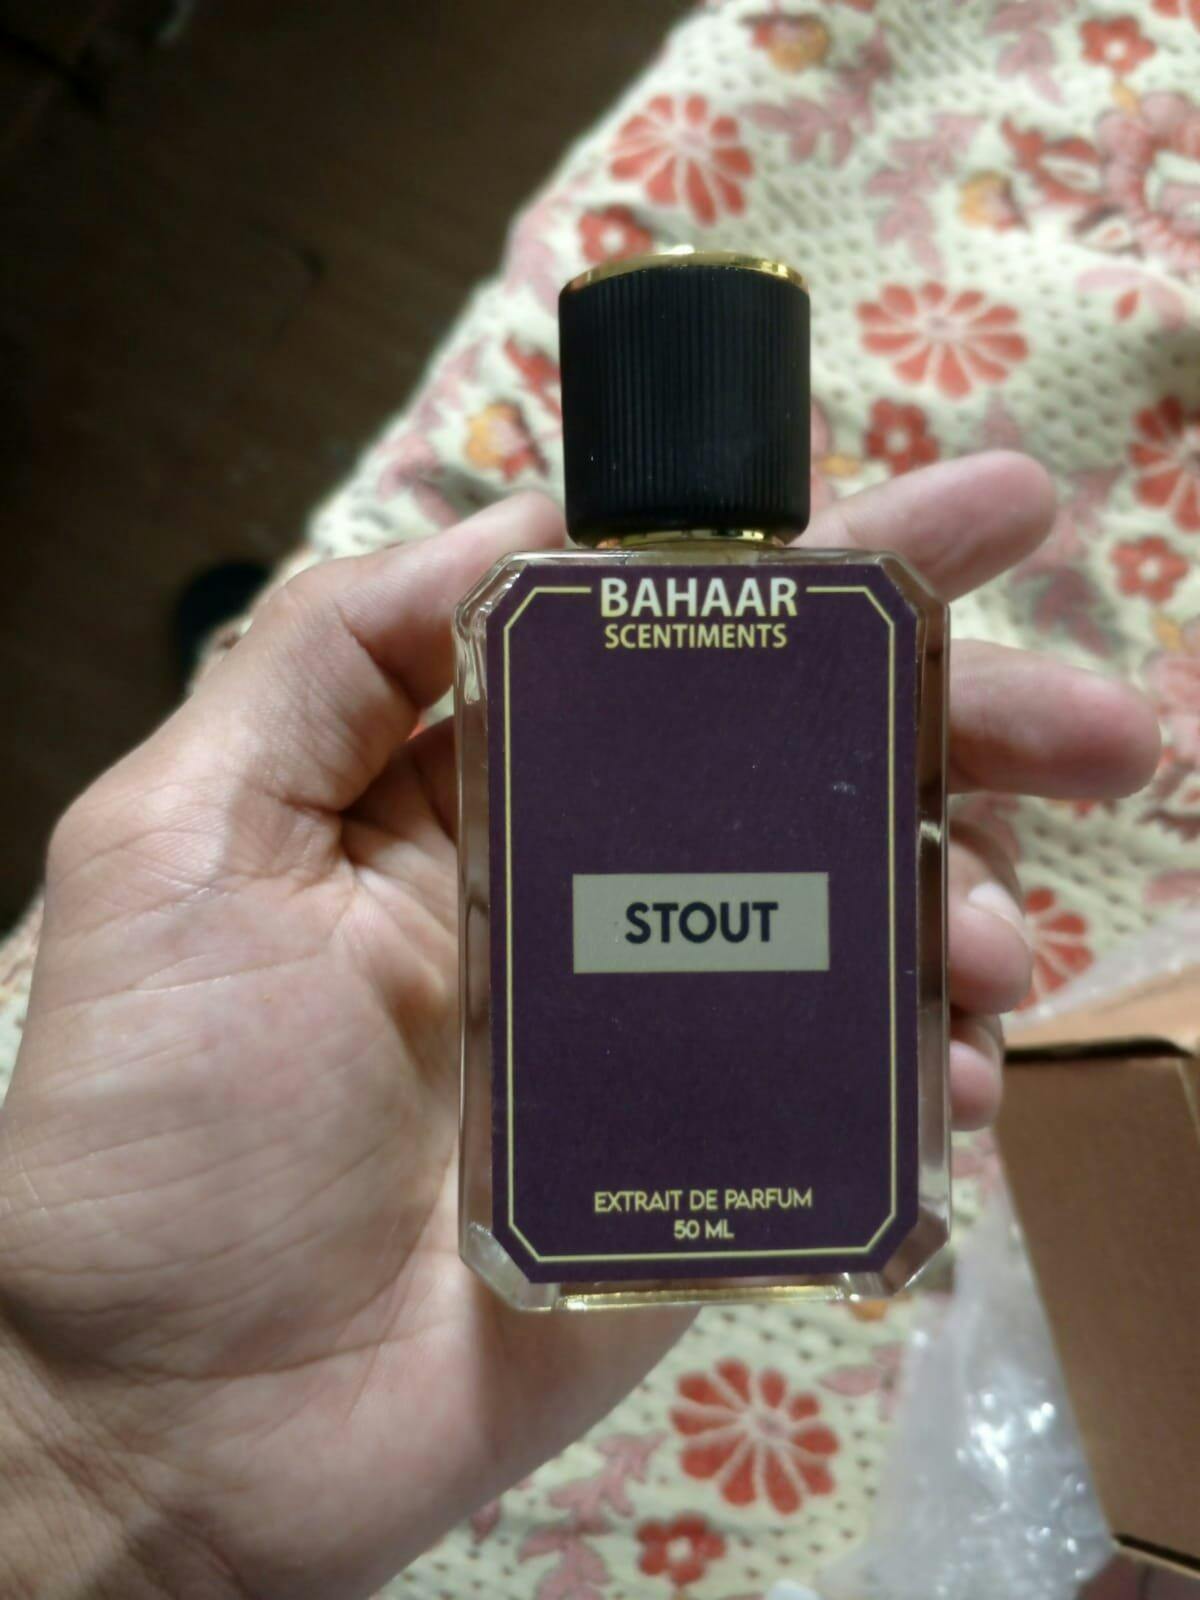 BAHAAR
SCENTIMENTS
STOUT
EXTRAIT DE PARFUM
50 ML